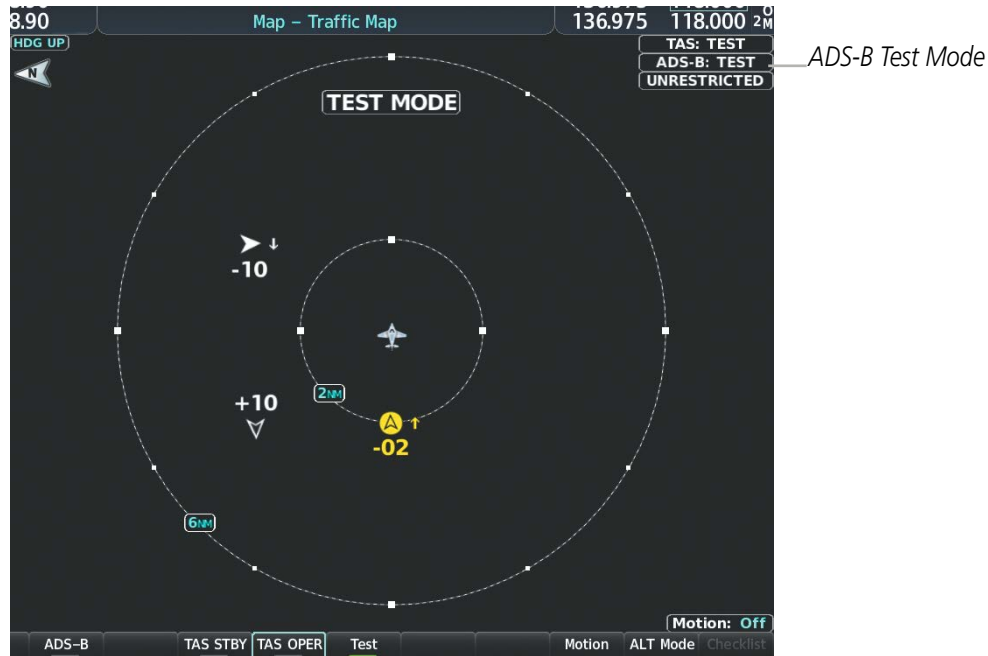 8.90
Map – Traffic Map
136.975 118.000 2
HDG UP
N
TAS: TEST
ADS-B: TEST
UNRESTRICTED
ADS-B Test Mode
TEST MODE
-10
+10
2NM
-02
6NM
Motion: Off
ADS-B TAS STBY TAS OPER Test Motion ALT Mode Checklist